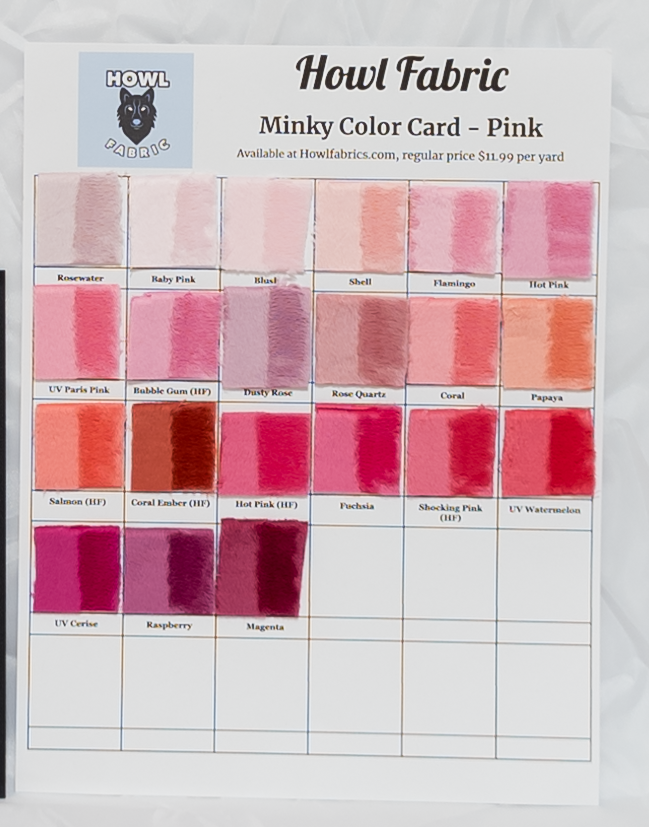 HOWL
FABRIC
Howl Fabric
Minky Color Card - Pink
Available at Howlfabrics.com, regular price $11.99 per yard
Rosewater
Baby Pink
Blush
Shell
Flamingo
Hot Pink
UV Paris Pink
Bubble Gum (HF)
Dusty Rose
Rose Quartz
Coral
Papaya
Salmon (HF)
Coral Ember (HF)
Hot Pink (HF)
Fuchsia
Shocking Pink
(HF)
UV Watermelon
UV Cerise
Raspberry
Magenta